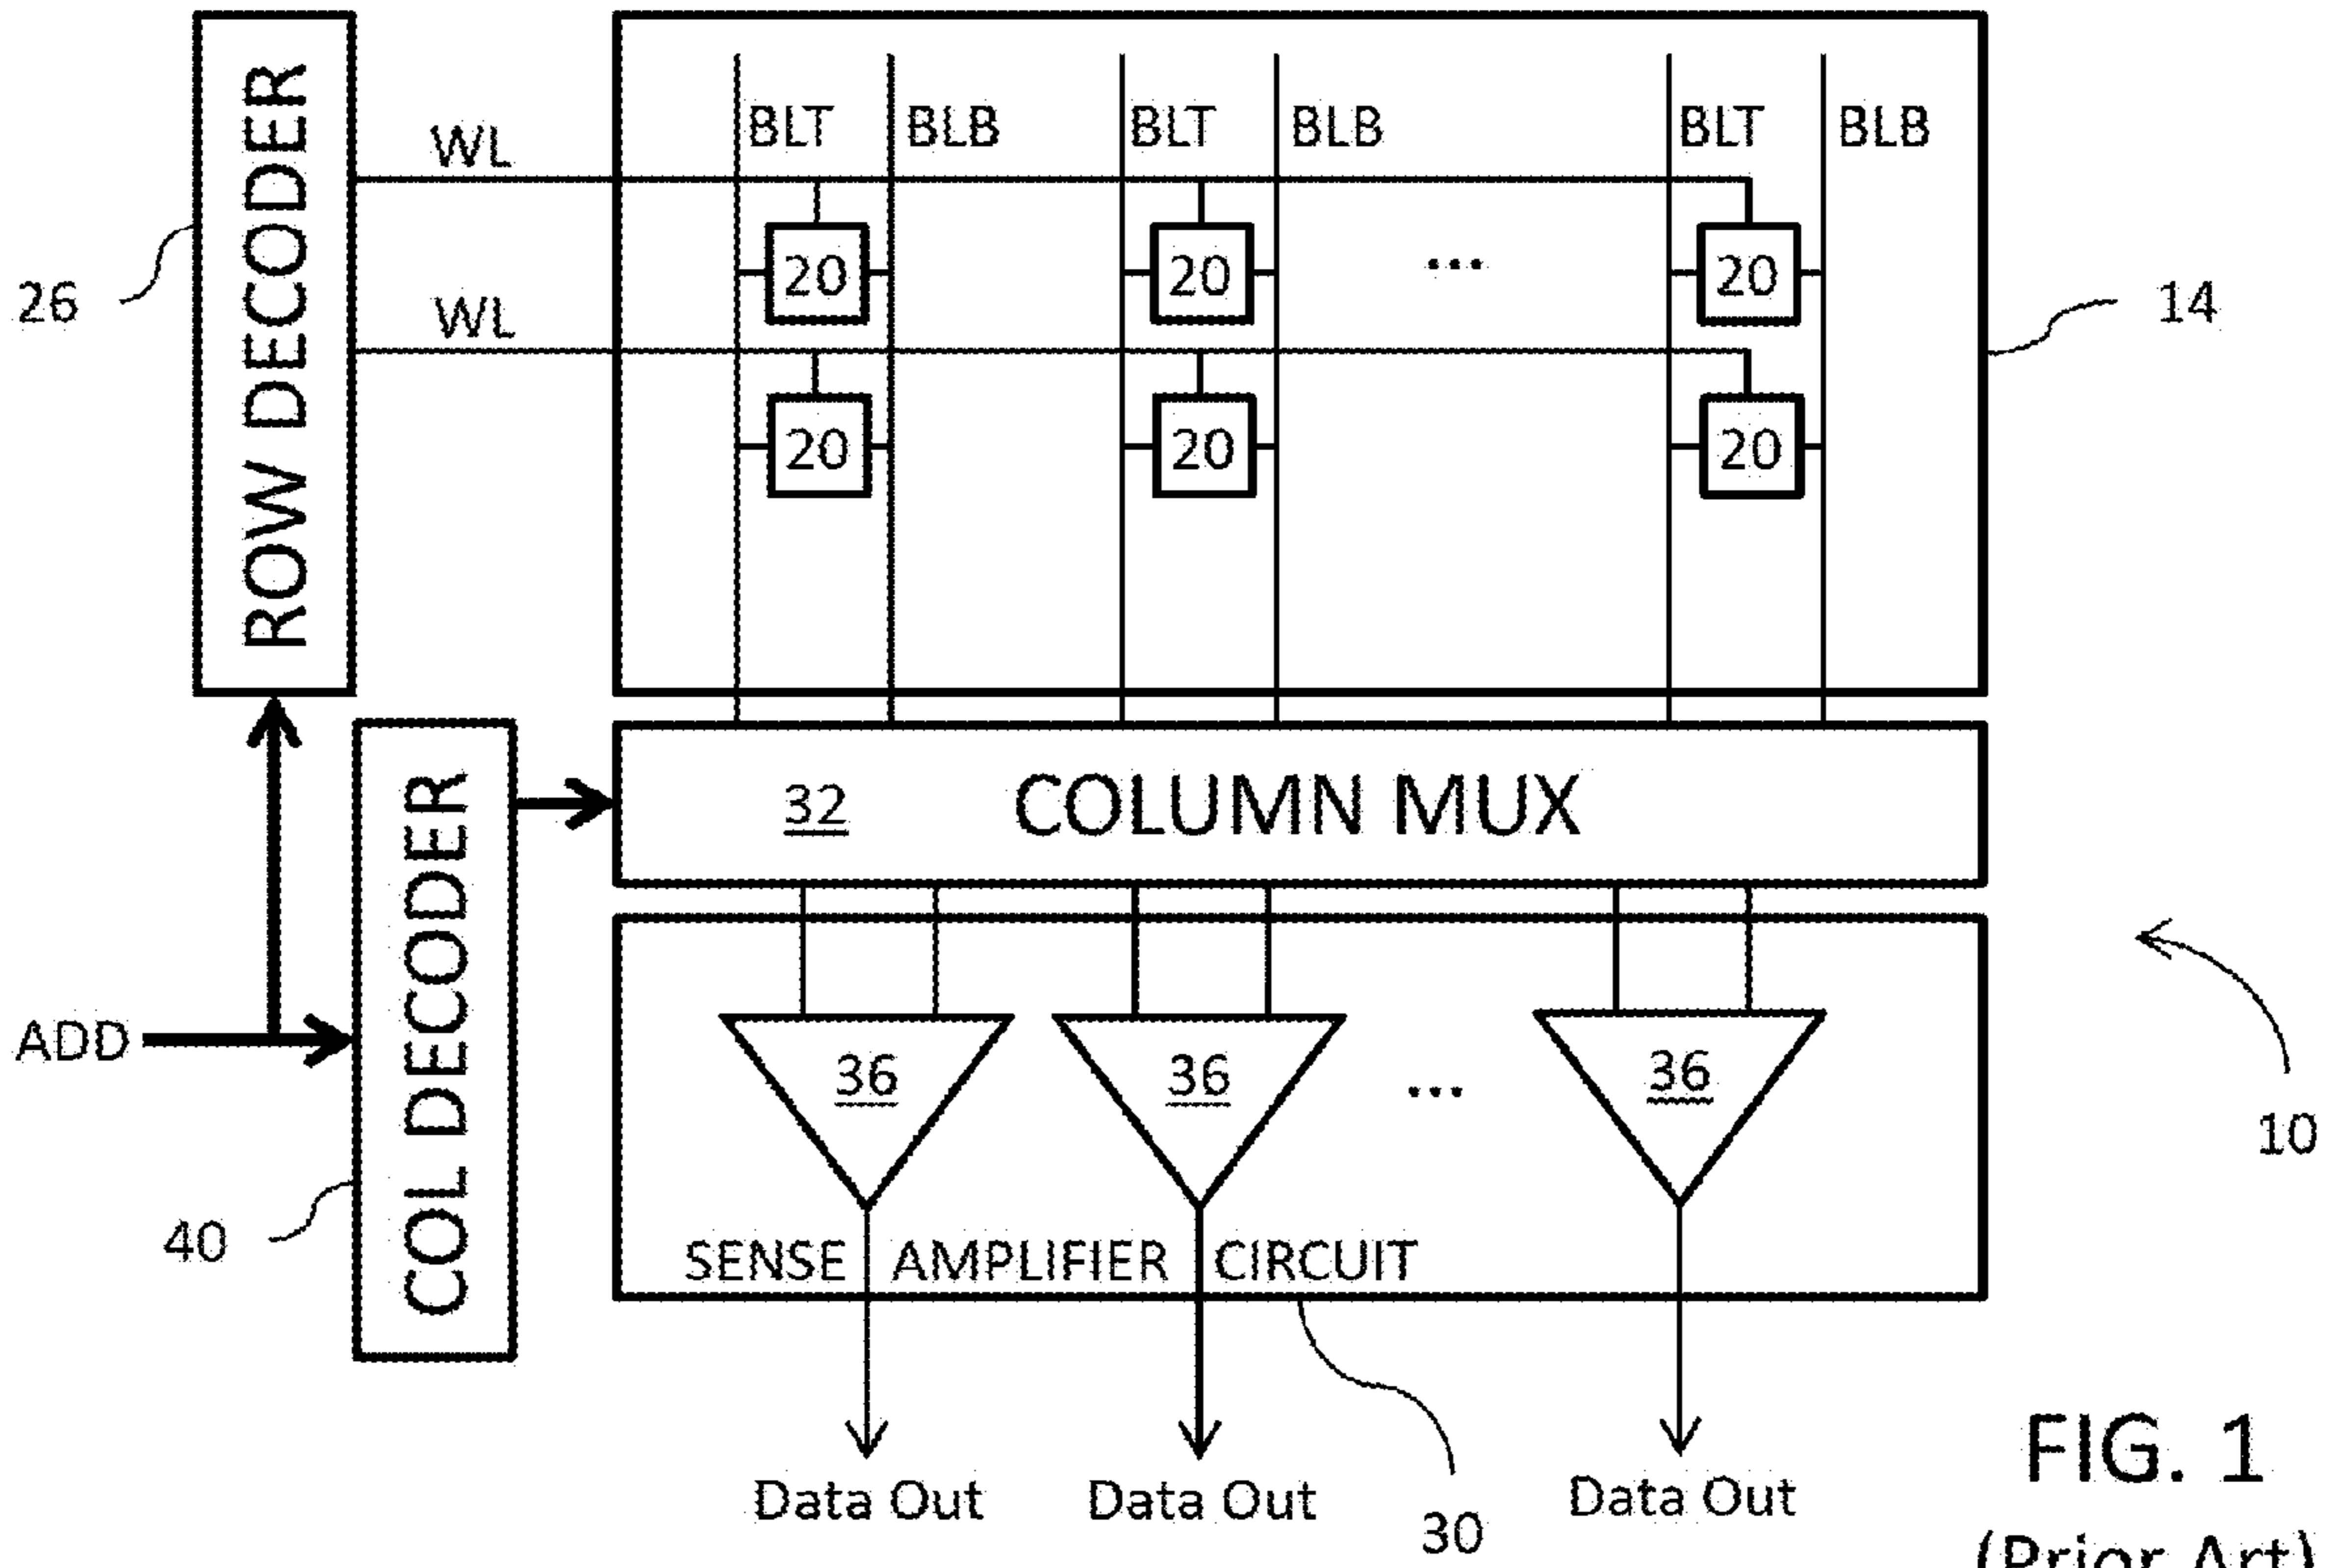 ROW DECODER
26
WL
WL
BLT BLB BLT BLB BLT BLB
20 20 ... 20
20 20 20
14
COL DECODER
40
ADD
32 COLUMN MUX
36 36 ... 36
SENSE AMPLIFIER CIRCUIT
10
Data Out Data Out Data Out
30
FIG. 1
(Prior Art)